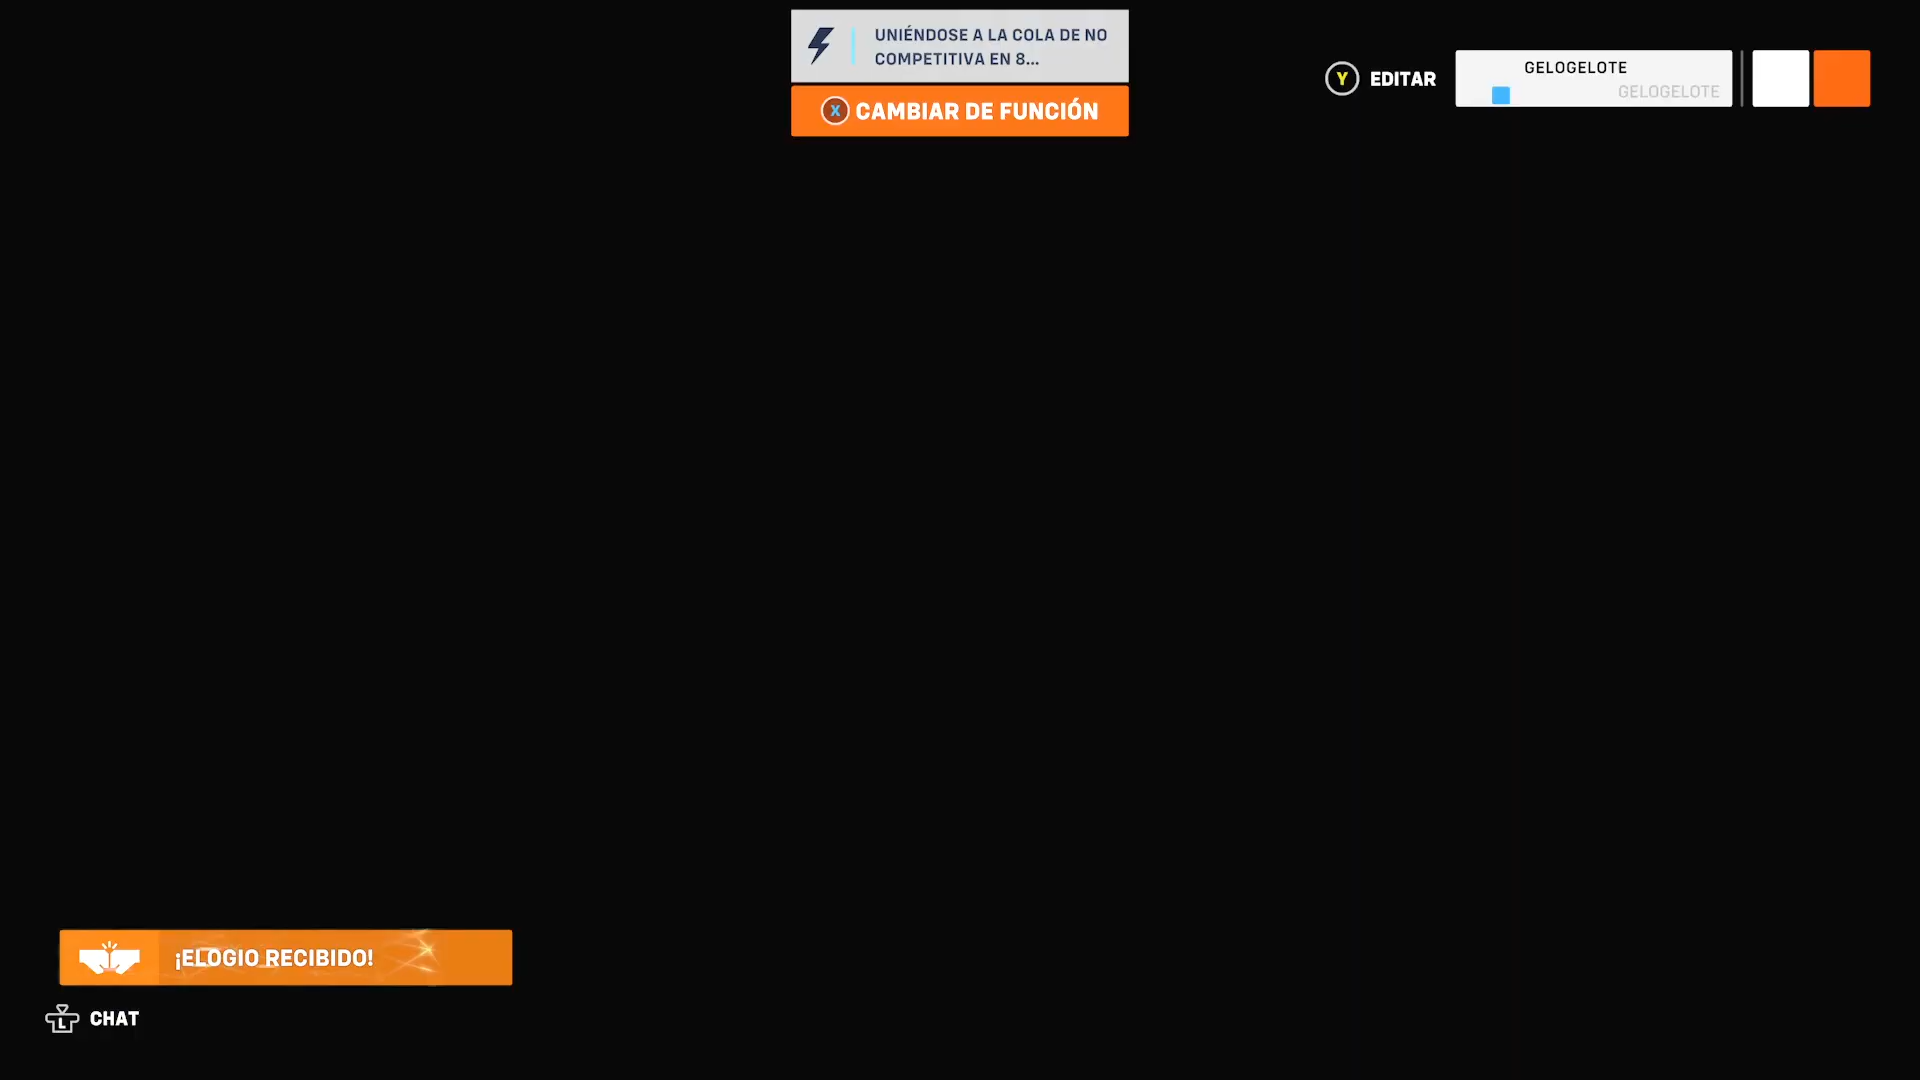 UNIÉNDOSE A LA COLA DE NO
COMPETITIVA EN 8...
X CAMBIAR DE FUNCIÓN
Y EDITAR
GELOGELOTE
GELOGELOTE
¡ELOGIO RECIBIDO!
L CHAT